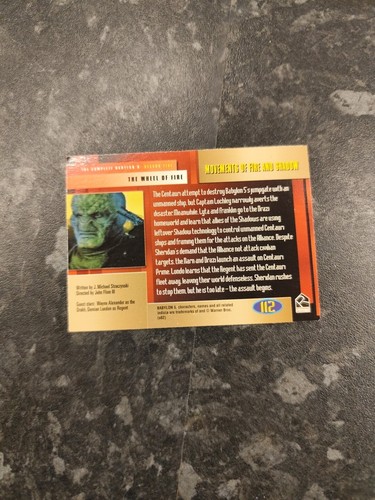 THE COMPLETE BABYLON 5
THE WHEEL OF FIRE
MOVEMENTS OF FIRE AND SHADOW
The Centauri attempt to destroy Babylon 5's jumpgate with an
unmanned ship, but Captain Lochley narrowly averts the
disaster. Meanwhile, Lyta and Franklin go to the Drazi
homeworld and learn that allies of the Shadows are using
leftover Shadow technology to control unmanned Centauri
ships and framing them for the attacks on the Alliance. Despite
Sheridan's demand that the Alliance not attack civilian
targets, the Narn and Drazi launch an assault on Centauri
Prime. Londo learns that the Regent has sent the Centauri
fleet away, leaving their world defenseless. Sheridan rushes
to stop them, but he is too late – the assault begins.
Written by J. Michael Straczynski
Directed by John Flinn III
Guest stars: Wayne Alexander as the
Drakh; Damian London as Regent
BABYLON 5, characters, names and all related
indicia are trademarks of and © Warner Bros.
112